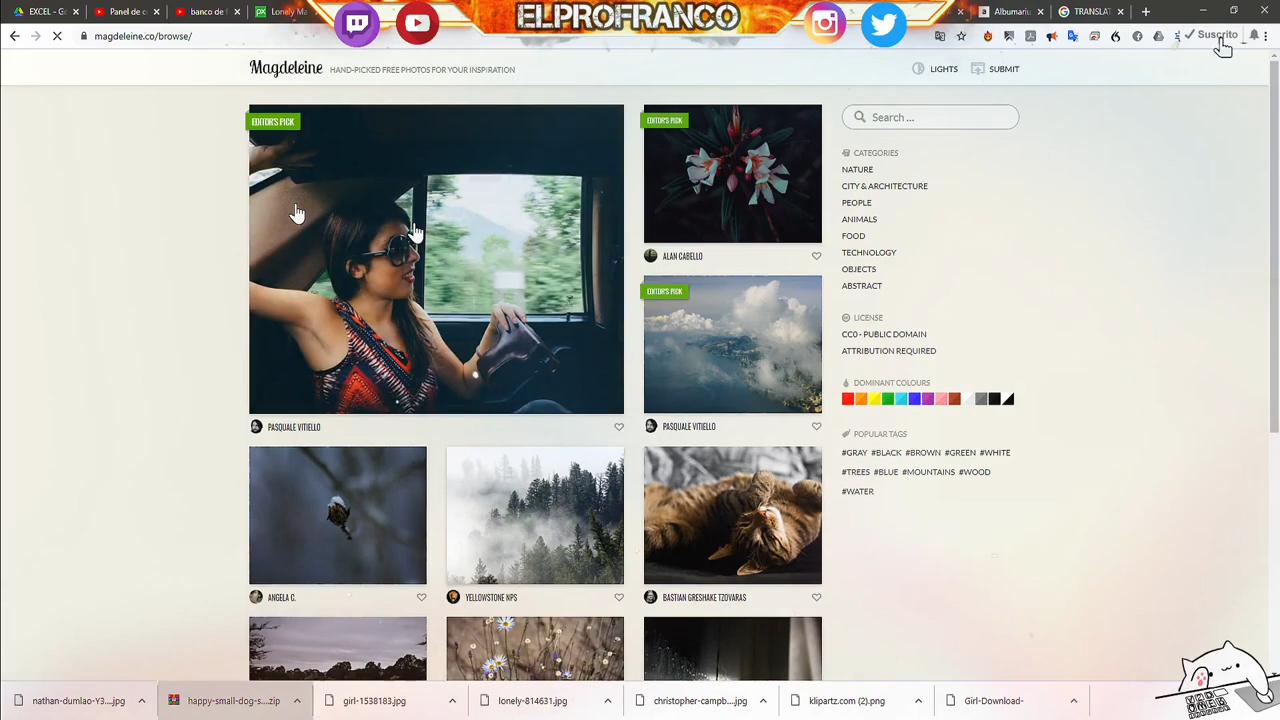 ELPROFRANCO
EXCEL - Go
Panel de c
banco de
Lonely Ma
Albumariu
TRANSLAT
magdeleine.co/browse/
Suscrito
Magdeleine
HAND-PICKED FREE PHOTOS FOR YOUR INSPIRATION
LIGHTS
SUBMIT
EDITOR'S PICK
EDITOR'S PICK
ALAN CABELLO
EDITOR'S PICK
PASQUALE VITIELLO
PASQUALE VITIELLO
ANGELA C.
YELLOWSTONE NPS
BASTIAN GRESHAKE TZOVARAS
Search ...
CATEGORIES
NATURE
CITY & ARCHITECTURE
PEOPLE
ANIMALS
FOOD
TECHNOLOGY
OBJECTS
ABSTRACT
LICENSE
CC0 - PUBLIC DOMAIN
ATTRIBUTION REQUIRED
DOMINANT COLOURS
POPULAR TAGS
#GRAY #BLACK #BROWN #GREEN #WHITE
#TREES #BLUE #MOUNTAINS #WOOD
#WATER
nathan-dumlao-Y3....jpg
happy-small-dog-s....zip
girl-1538183.jpg
lonely-814631.jpg
christopher-campb....jpg
klipartz.com (2).png
Girl-Download-